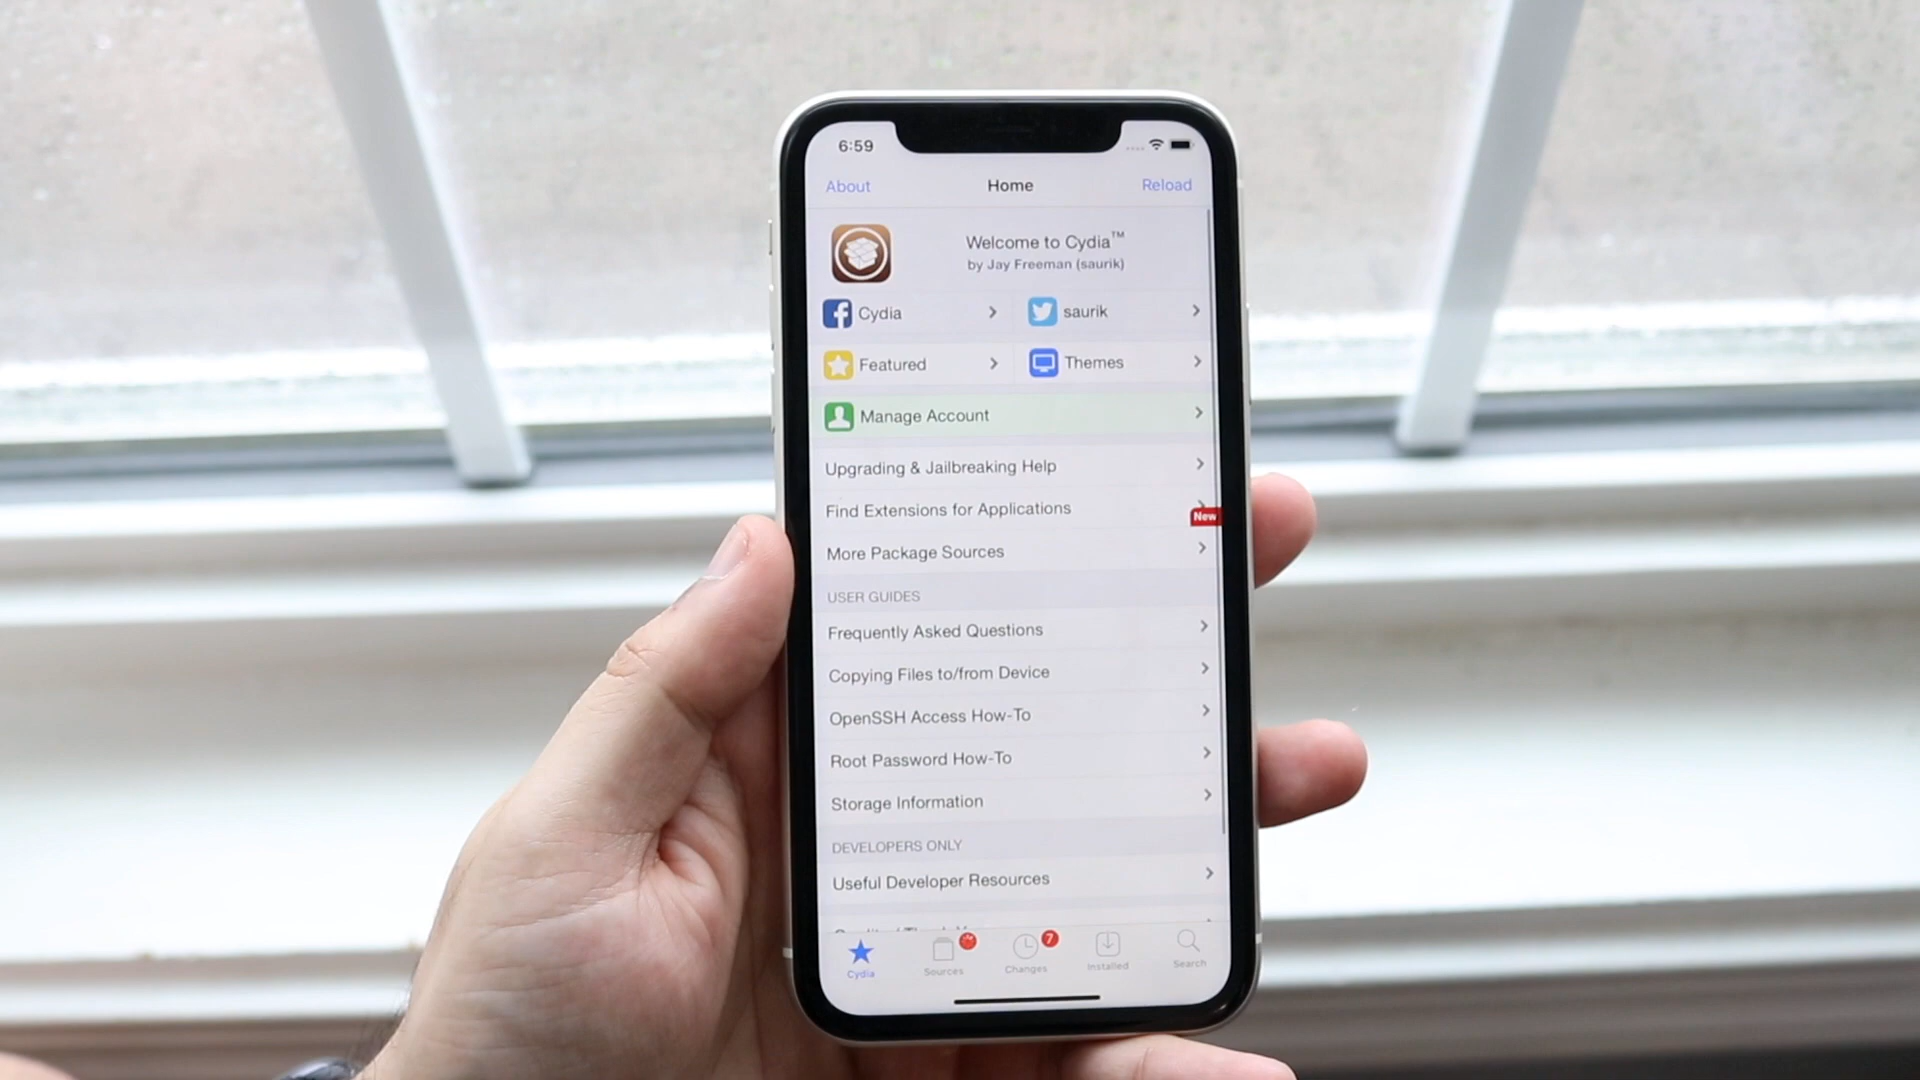 6:59
About Home Reload
Welcome to Cydia™
by Jay Freeman (saurik)
Cydia saurik
Featured Themes
Manage Account
Upgrading & Jailbreaking Help
Find Extensions for Applications
New
More Package Sources
USER GUIDES
Frequently Asked Questions
Copying Files to/from Device
OpenSSH Access How-To
Root Password How-To
Storage Information
DEVELOPERS ONLY
Useful Developer Resources
7
Cydia Sources Changes Installed Search